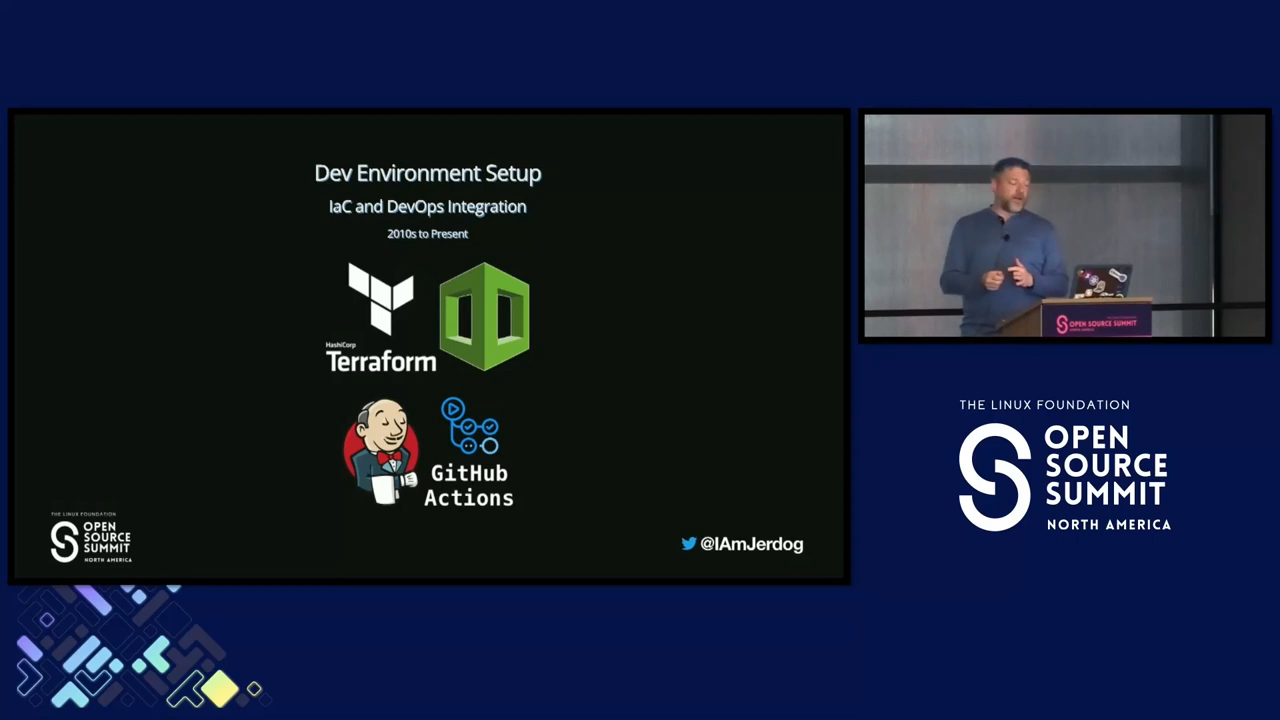 Dev Environment Setup
IaC and DevOps Integration
2010s to Present
HashiCorp
Terraform
GitHub
Actions
THE LINUX FOUNDATION
OPEN
SOURCE
SUMMIT
NORTH AMERICA
@IAmJerdog
OPEN SOURCE SUMMIT
THE LINUX FOUNDATION
OPEN
SOURCE
SUMMIT
NORTH AMERICA